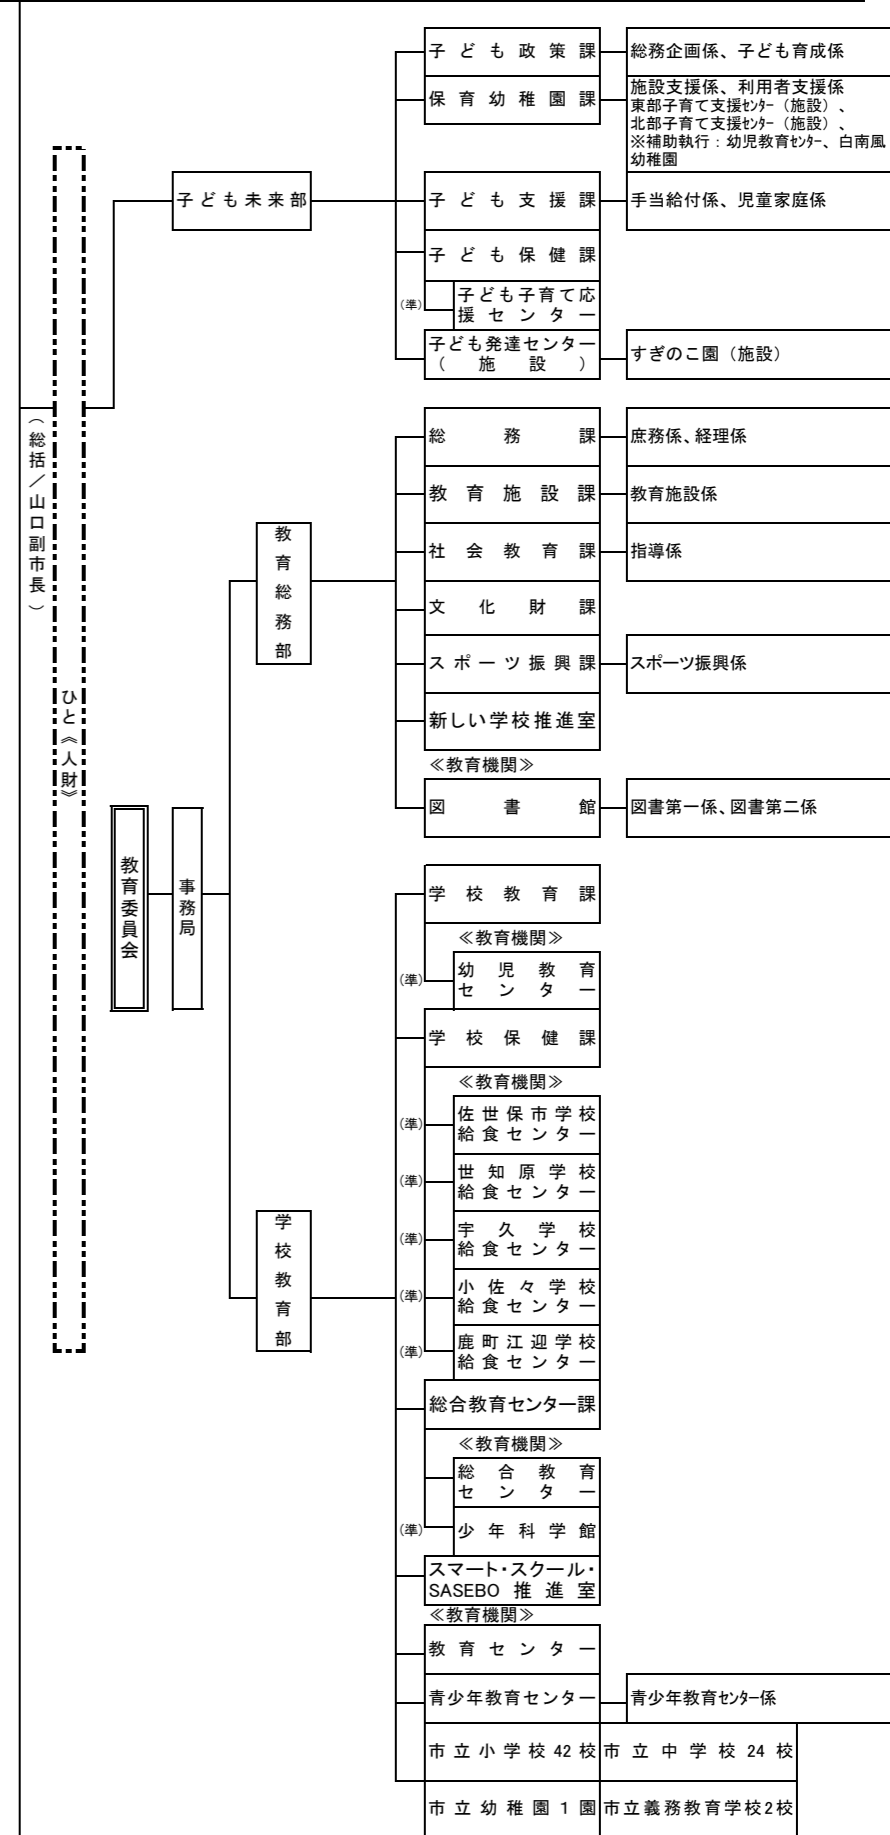 （総括／山口副市長）
ひと《人財》
子ども未来部
子ども政策課
総務企画係、子ども育成係
保育幼稚園課
施設支援係、利用者支援係
東部子育て支援ｾﾝﾀｰ（施設）、
北部子育て支援ｾﾝﾀｰ（施設）、
※補助執行：幼児教育ｾﾝﾀｰ、白南風
幼稚園
子ども支援課
手当給付係、児童家庭係
子ども保健課
(準)
子ども子育て応
援センター
子ども発達センター
（施設）
すぎのこ園（施設）
教育委員会
事務局
教育総務部
総務課
庶務係、経理係
教育施設課
教育施設係
社会教育課
指導係
文化財課
スポーツ振興課
スポーツ振興係
新しい学校推進室
≪教育機関≫
図書館
図書第一係、図書第二係
学校教育部
学校教育課
≪教育機関≫
(準)
幼児教育
センター
学校保健課
≪教育機関≫
(準)
佐世保市学校
給食センター
(準)
世知原学校
給食センター
(準)
宇久学校
給食センター
(準)
小佐々学校
給食センター
(準)
鹿町江迎学校
給食センター
総合教育センター課
≪教育機関≫
総合教育
センター
(準)
少年科学館
スマート・スクール・
SASEBO推進室
≪教育機関≫
教育センター
青少年教育センター
青少年教育ｾﾝﾀｰ係
市立小学校42校
市立中学校24校
市立幼稚園1園
市立義務教育学校2校